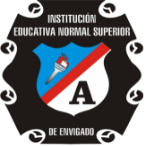 INSTITUCIÓN
EDUCATIVA NORMAL SUPERIOR
A
DE ENVIGADO